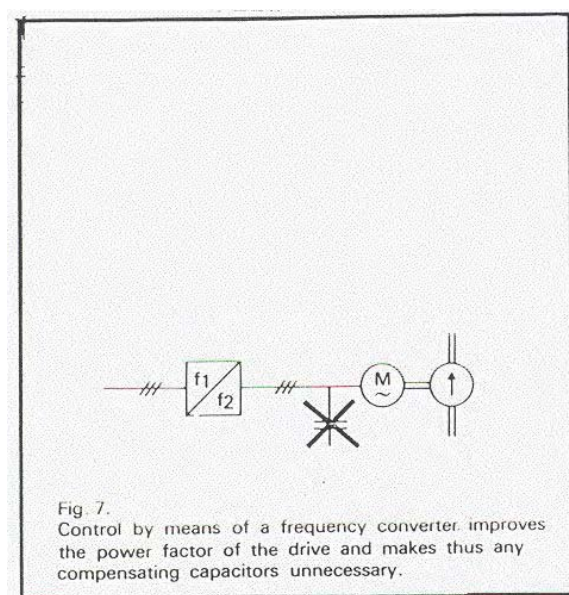 f1
f2
M
~
Fig. 7.
Control by means of a frequency converter improves
the power factor of the drive and makes thus any
compensating capacitors unnecessary.